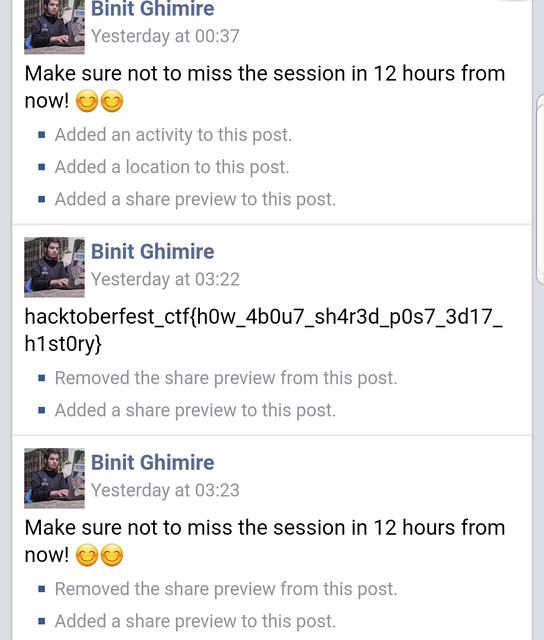 Binit Ghimire
Yesterday at 00:37
Make sure not to miss the session in 12 hours from
now! 😊😊
Added an activity to this post.
Added a location to this post.
Added a share preview to this post.
Binit Ghimire
Yesterday at 03:22
hacktoberfest_ctf{h0w_4b0u7_sh4r3d_p0s7_3d17_
h1st0ry}
Removed the share preview from this post.
Added a share preview to this post.
Binit Ghimire
Yesterday at 03:23
Make sure not to miss the session in 12 hours from
now! 😊😊
Removed the share preview from this post.
Added a share preview to this post.